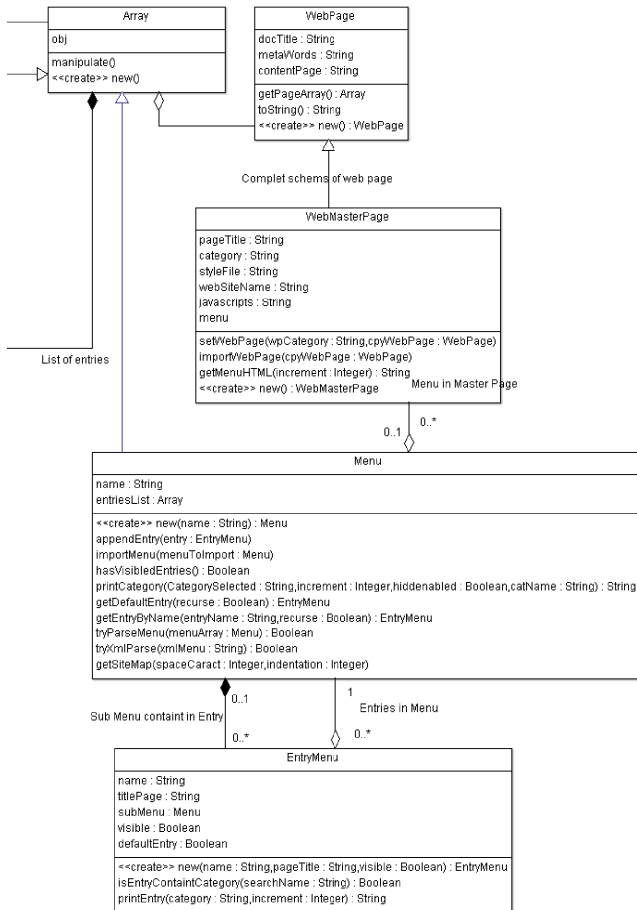 Array
obj
manipulate()
<<create>> new()
WebPage
docTitle : String
metaWords : String
contentPage : String
getPageArray() : Array
toString() : String
<<create>> new() : WebPage
Complet schems of web page
WebMasterPage
pageTitle : String
category : String
styleFile : String
webSiteName : String
javascripts : String
menu
setWebPage(wpCategory : String,cpyWebPage : WebPage)
importWebPage(cpyWebPage : WebPage)
getMenuHTML(increment : Integer) : String
<<create>> new() : WebMasterPage
List of entries
Menu in Master Page
0..1
0..*
Menu
name : String
entriesList : Array
<<create>> new(name : String) : Menu
appendEntry(entry : EntryMenu)
importMenu(menuToImport : Menu)
hasVisibledEntries() : Boolean
printCategory(CategorySelected : String,increment : Integer,hiddenabled : Boolean,catName : String) : String
getDefaultEntry(recurse : Boolean) : EntryMenu
getEntryByName(entryName : String,recurse : Boolean) : EntryMenu
tryParseMenu(menuArray : Menu) : Boolean
tryXmlParse(xmlMenu : String) : Boolean
getSiteMap(spaceCaract : Integer,indentation : Integer)
0..1
1
Sub Menu containt in Entry
Entries in Menu
0..*
0..*
EntryMenu
name : String
titlePage : String
subMenu : Menu
visible : Boolean
defaultEntry : Boolean
<<create>> new(name : String,pageTitle : String,visible : Boolean) : EntryMenu
isEntryContaintCategory(searchName : String) : Boolean
printEntry(category : String,increment : Integer) : String